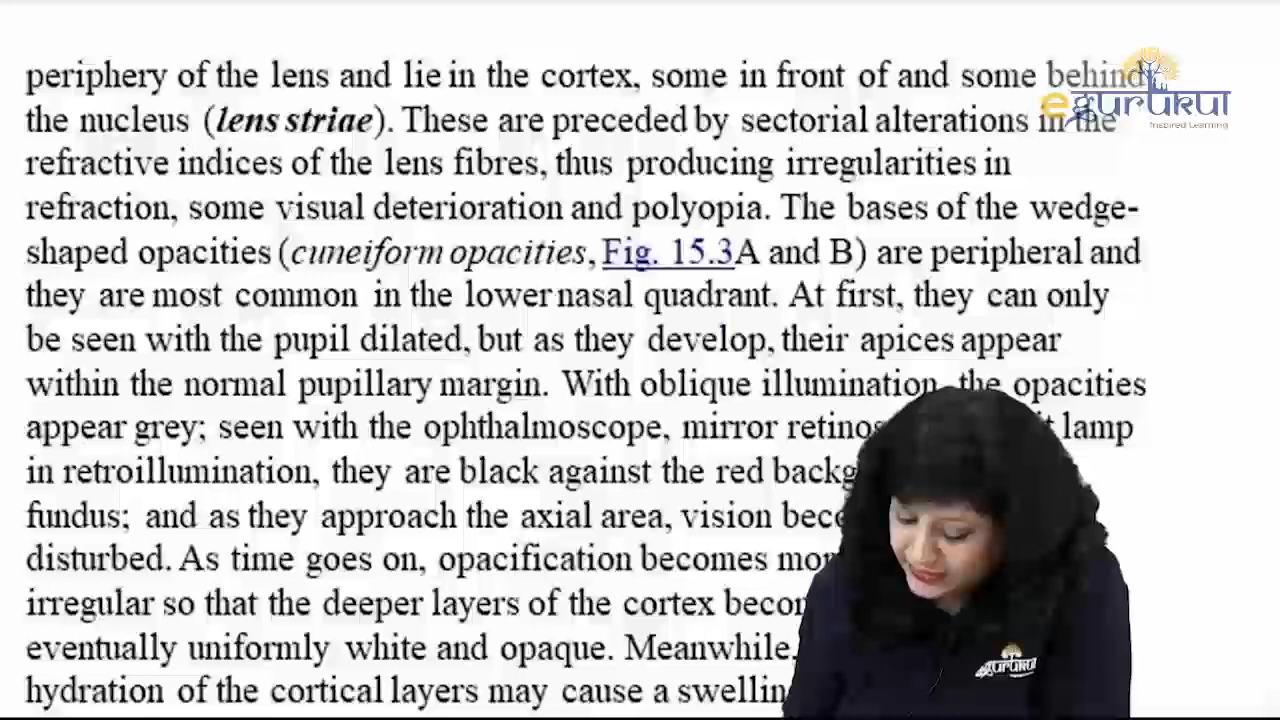 periphery of the lens and lie in the cortex, some in front of and some behind
the nucleus (lens striae). These are preceded by sectorial alterations in the
refractive indices of the lens fibres, thus producing irregularities in
refraction, some visual deterioration and polyopia. The bases of the wedge-
shaped opacities (cuneiform opacities, Fig. 15.3A and B) are peripheral and
they are most common in the lower nasal quadrant. At first, they can only
be seen with the pupil dilated, but as they develop, their apices appear
within the normal pupillary margin. With oblique illumination, the opacities
appear grey; seen with the ophthalmoscope, mirror lamp
in retroillumination, they are black against the red
fundus; and as they approach the axial area, vision
disturbed. As time goes on, opacification becomes
irregular so that the deeper layers of the cortex
eventually uniformly white and opaque. Meanwhile,
hydration of the cortical layers may cause a
egurukul
Inspired Learning
egurukul